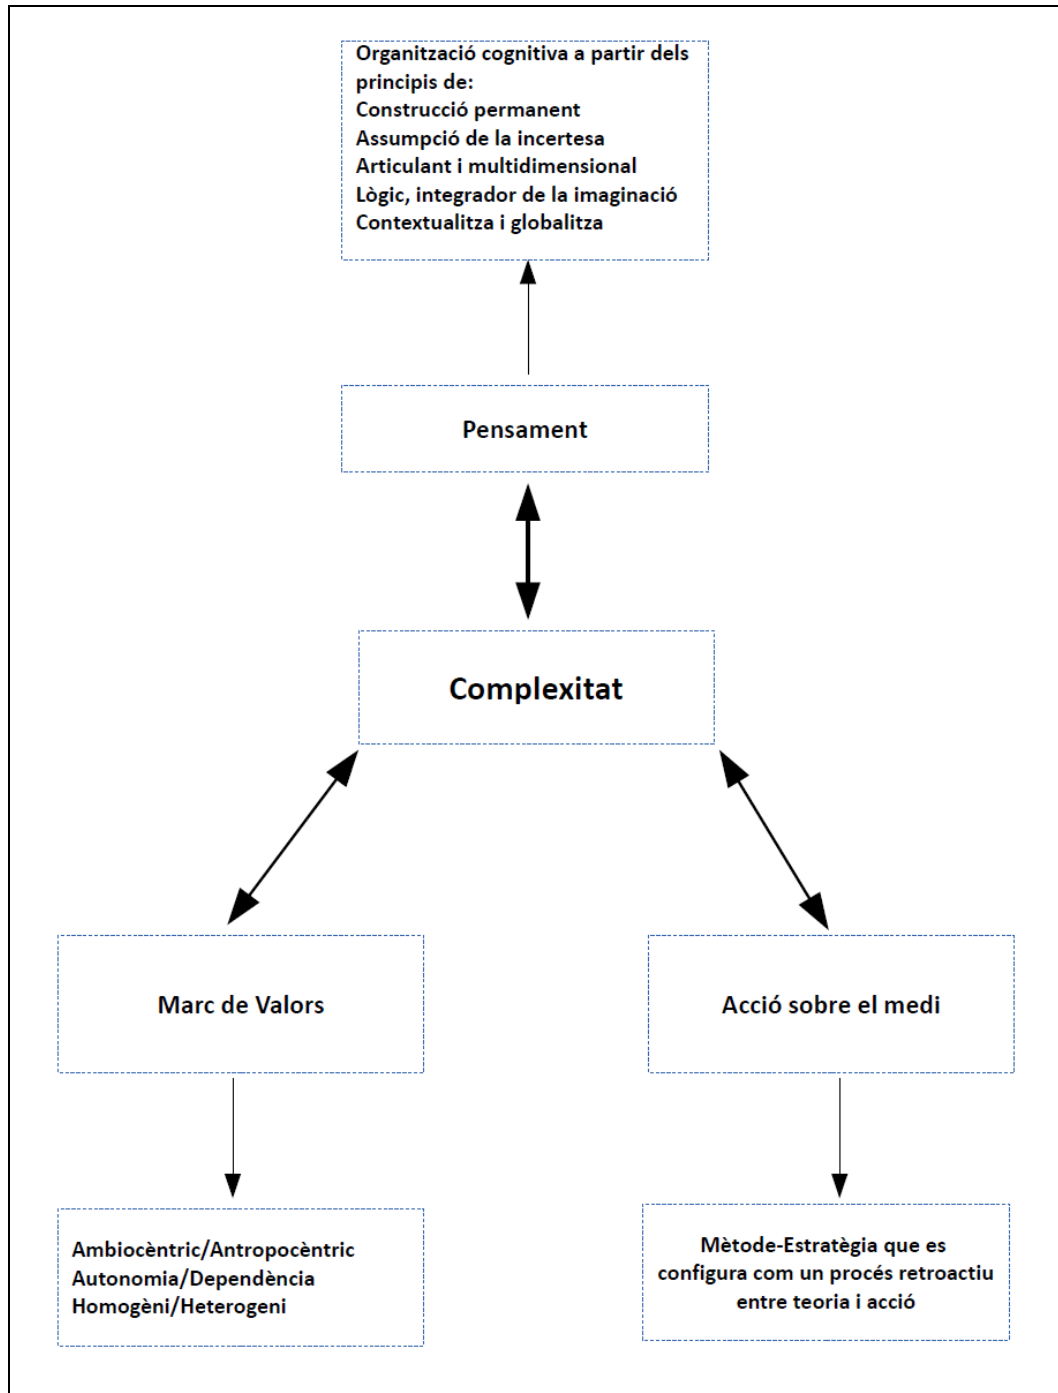 Organització cognitiva a partir dels
principis de:
Construcció permanent
Assumpció de la incertesa
Articulant i multidimensional
Lògic, integrador de la imaginació
Contextualitza i globalitza
Pensament
Complexitat
Marc de Valors
Acció sobre el medi
Ambiocèntric/Antropocèntric
Autonomia/Dependència
Homogèni/Heterogeni
Mètode-Estratègia que es
configura com un procés retroactiu
entre teoria i acció